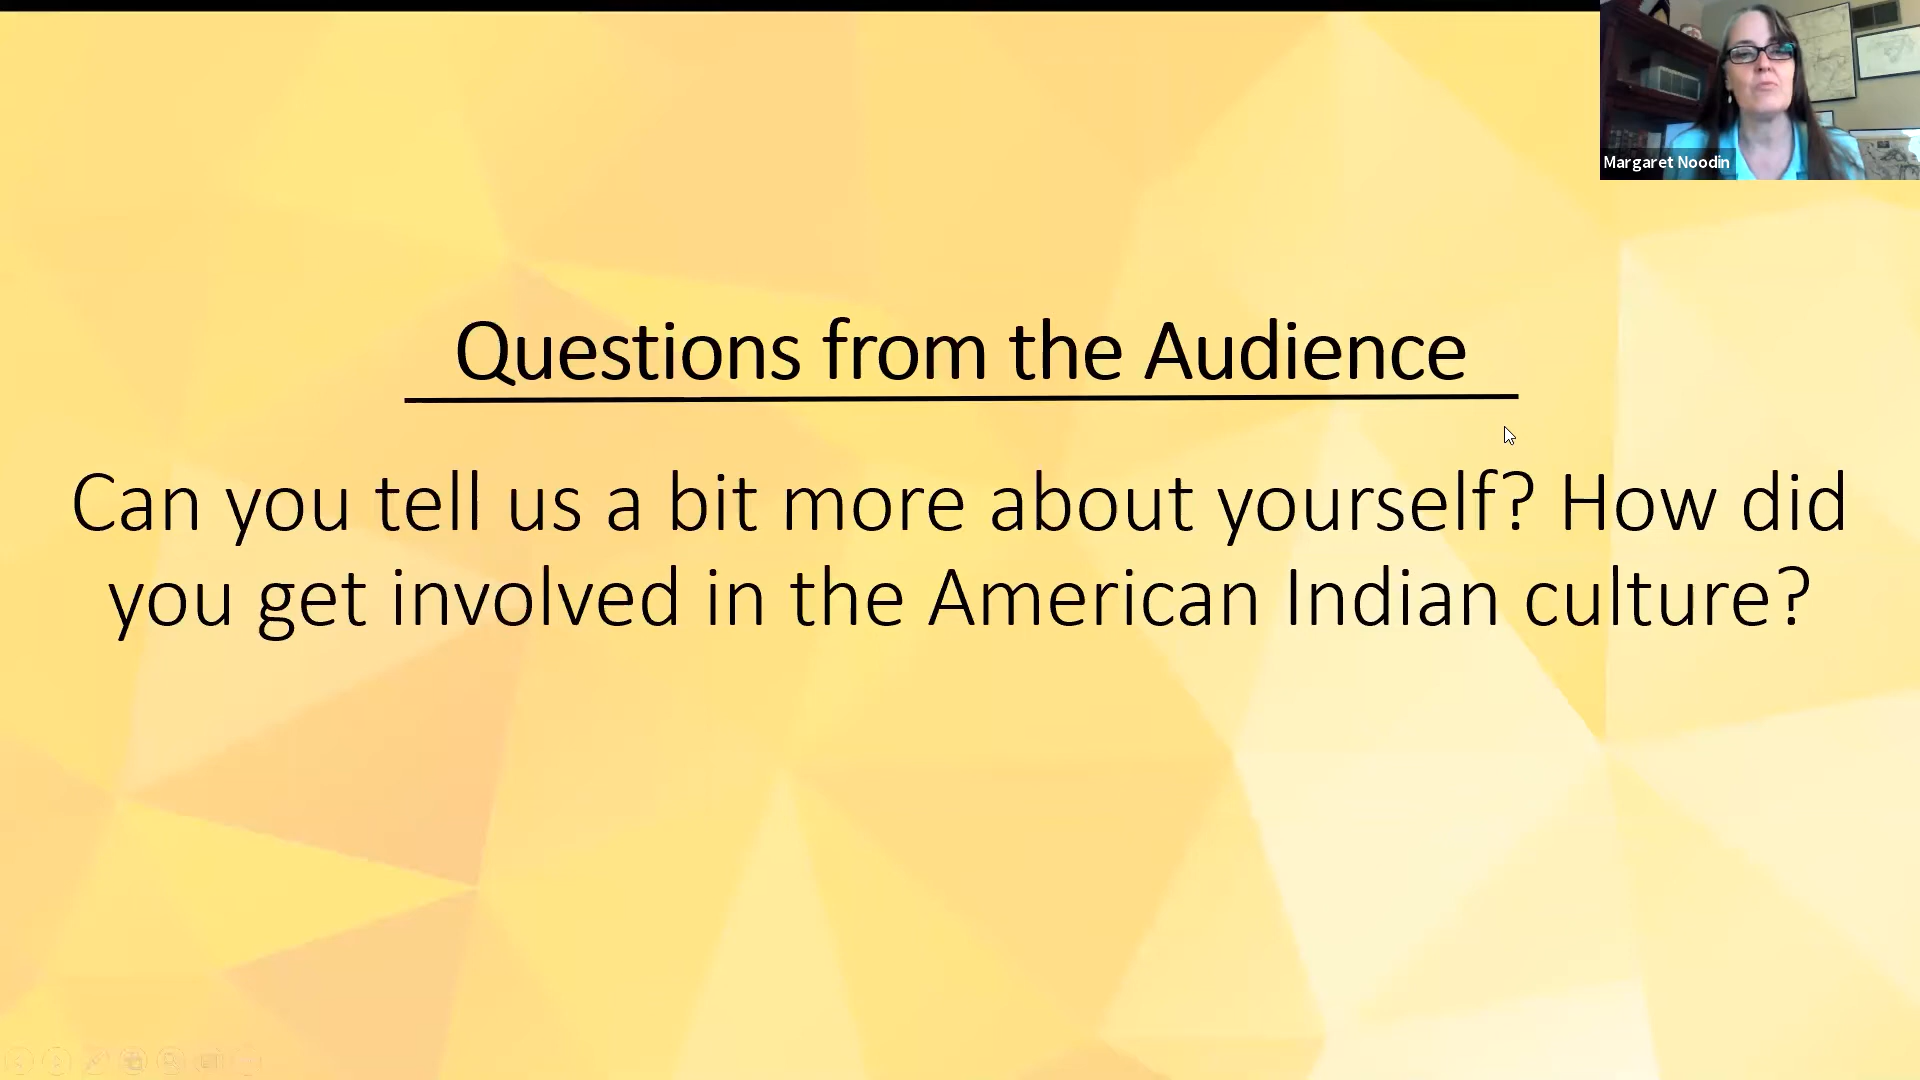 Margaret Noodin
Questions from the Audience
Can you tell us a bit more about yourself? How did
you get involved in the American Indian culture?